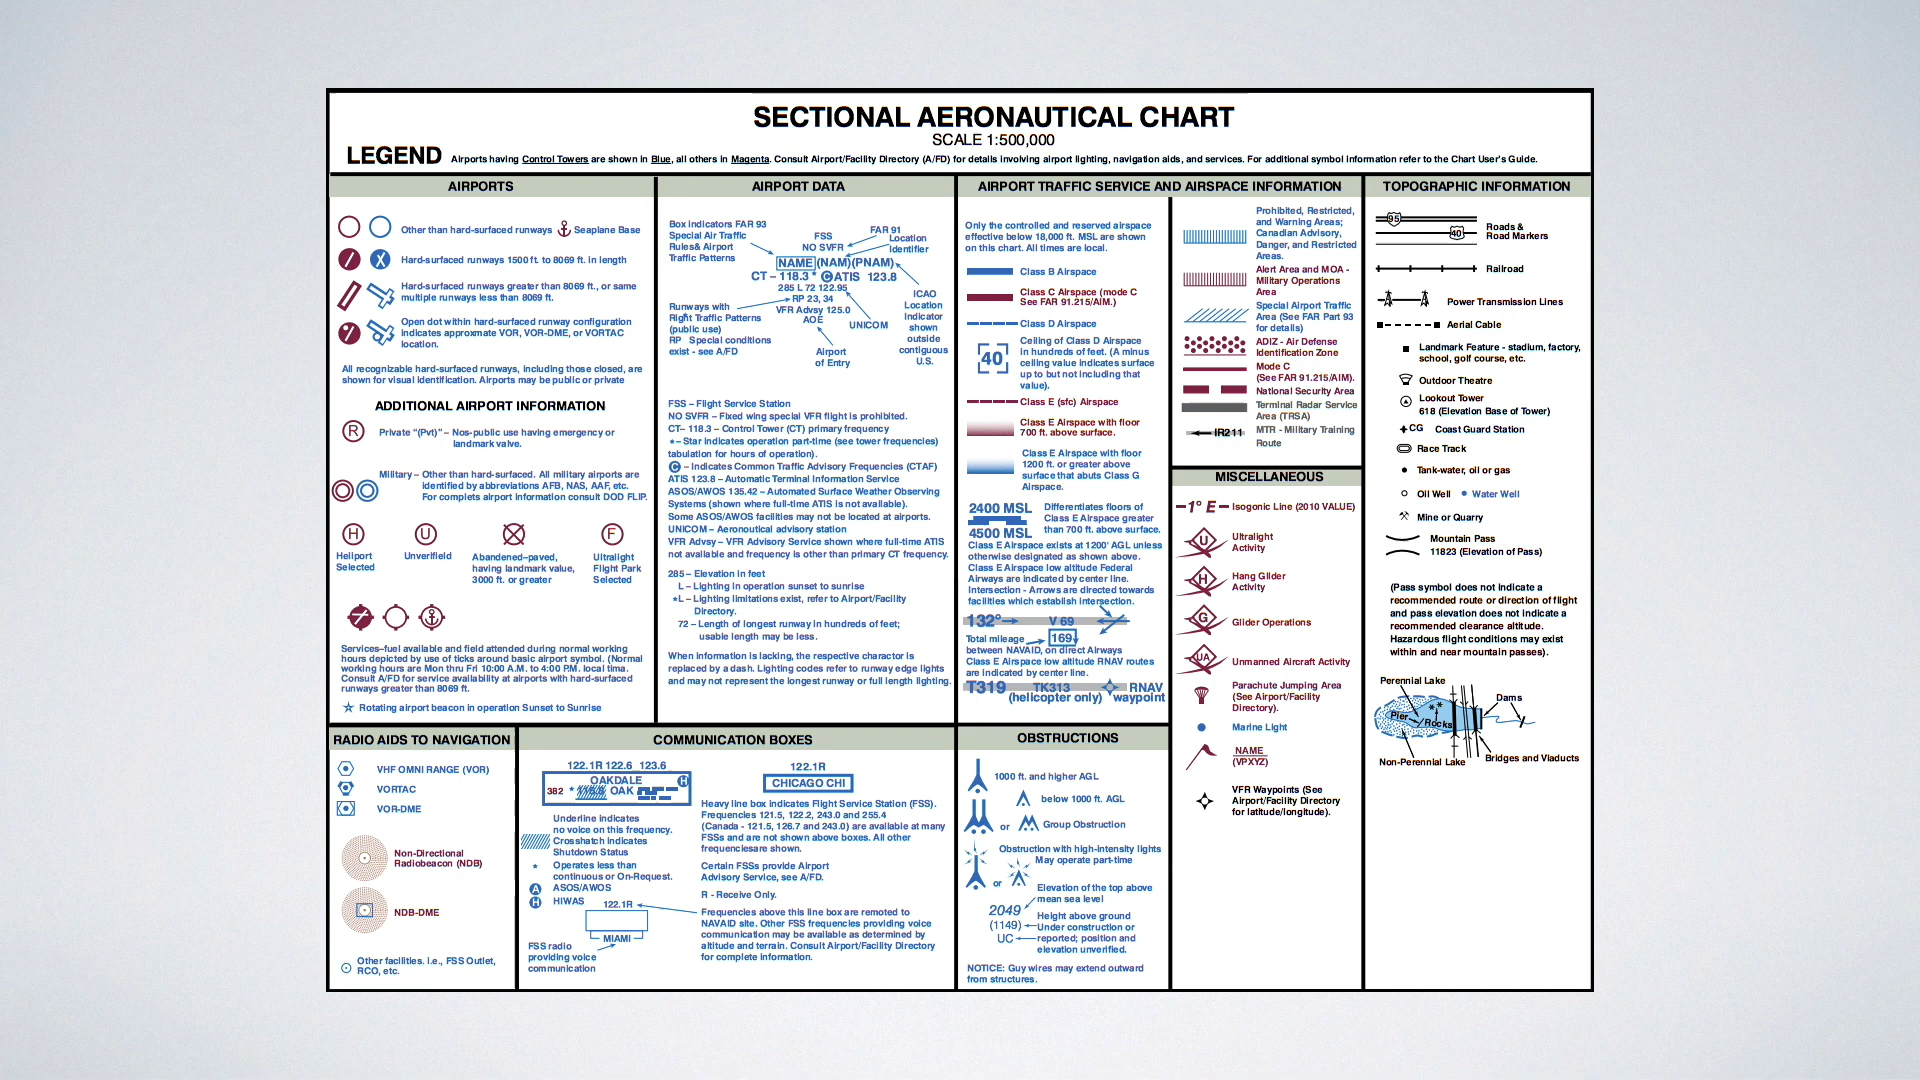 SECTIONAL AERONAUTICAL CHART
SCALE 1:500,000
LEGEND Airports having Control Towers are shown in Blue, all others in Magenta. Consult Airport/Facility Directory (A/FD) for details involving airport lighting, navigation aids, and services. For additional symbol information refer to the Chart User's Guide.
AIRPORTS
Other than hard-surfaced runways
Seaplane Base
Hard-surfaced runways 1500 ft. to 8069 ft. in length
Hard-surfaced runways greater than 8069 ft., or same
multiple runways less than 8069 ft.
Open dot within hard-surfaced runway configuration
indicates approxmate VOR, VOR-DME, or VORTAC
location.
All recognizable hard-surfaced runways, including those closed, are
shown for visual identification. Airports may be public or private
ADDITIONAL AIRPORT INFORMATION
R
Private “(Pvt)” – Nos-public use having emergency or
landmark valve.
Military – Other than hard-surfaced. All military airports are
identified by abbreviations AFB, NAS, AAF, etc.
For complets airport information consult DOD FLIP.
H
U
F
Heliport
Selected
Unverifield
Abandened–paved,
having landmark value,
3000 ft. or greater
Ultralight
Flight Park
Selected
Services–fuel available and field attended during normal working
hours depicted by use of ticks around basic airport symbol. (Normal
working hours are Mon thru Fri 10:00 A.M. to 4:00 P.M. local tima.
Consult A/FD for service availability at airports with hard-surfaced
runways greater than 8069 ft.
Rotating airport beacon in operation Sunset to Sunrise
AIRPORT DATA
Box indicators FAR 93
Special Air Traffic
Rules& Airport
Traffic Patterns
FSS
NO SVFR
FAR 91
Location
Identifier
NAME (NAM)(PNAM)
CT – 118.3 * C ATIS 123.8
285 L 72 122.95
RP 23, 34
VFR Advsy 125.0
AOE
Runways with
Right Traffic Patterns
(public use)
RP Special conditions
exist - see A/FD
UNICOM
Airport
of Entry
ICAO
Location
Indicator
shown
outside
contiguous
U.S.
FSS – Flight Service Station
NO SVFR – Fixed wing special VFR flight is prohibited.
CT– 118.3 – Control Tower (CT) primary frequency
* – Star indicates operation part-time (see tower frequencies)
tabulation for hours of operation).
C – Indicates Common Traffic Advisory Frequencies (CTAF)
ATIS 123.8 – Automatic Terminal Information Service
ASOS/AWOS 135.42 – Automated Surface Weather Observing
Systems (shown where full-time ATIS is not available).
Some ASOS/AWOS facilities may not be located at airports.
UNICOM – Aeronoutical advisory station
VFR Advsy – VFR Advisory Service shown where full-time ATIS
not available and frequency is other than primary CT frequency.
285 – Elevation in feet
L – Lighting in operation sunset to sunrise
*L – Lighting limitations exist, refer to Airport/Facility
Directory.
72 – Length of longest runway in hundreds of feet;
usable length may be less.
When information is lacking, the respective charactor is
replaced by a dash. Lighting codes refer to runway edge lights
and may not represent the longest runway or full length lighting.
AIRPORT TRAFFIC SERVICE AND AIRSPACE INFORMATION
Only the controlled and reserved airspace
effective below 18,000 ft. MSL are shown
on this chart. All times are local.
Class B Airspace
Class C Airspace (mode C
See FAR 91.215/AIM.)
Class D Airspace
40
Ceiling of Class D Airspace
in hundreds of feet. (A minus
ceiling value indicates surface
up to but not including that
value).
Class E (sfc) Airspace
Class E Airspace with floor
700 ft. above surface.
Class E Airspace with floor
1200 ft. or greater above
surface that abuts Class G
Airspace.
2400 MSL
4500 MSL
Differentiates floors of
Class E Airspace greater
than 700 ft. above surface.
Class E Airspace exists at 1200' AGL unless
otherwise designated as shown above.
Class E Airspace low altitude Federal
Airways are indicated by center line.
Intersection - Arrows are directed towards
facilities which establish intersection.
132° V 69
Total mileage 169
between NAVAID, on direct Airways
Class E Airspace low altitude RNAV routes
are indicated by center line.
T319 TK313 RNAV
(helicopter only) waypoint
Prohibited, Restricted,
and Warning Areas;
Canadian Advisory,
Danger, and Restricted
Areas.
Alert Area and MOA -
Military Operations
Area
Special Airport Traffic
Area (See FAR Part 93
for details)
ADIZ - Air Defense
Identification Zone
Mode C
(See FAR 91.215/AIM).
National Security Area
Terminal Radar Service
Area (TRSA)
IR211
MTR - Military Training
Route
MISCELLANEOUS
1° E
Isogonic Line (2010 VALUE)
U
Ultralight
Activity
H
Hang Glider
Activity
G
Glider Operations
UA
Unmanned Aircraft Activity
Parachute Jumping Area
(See Airport/Facility
Directory).
Marine Light
NAME
(VPXYZ)
VFR Waypoints (See
Airport/Facility Directory
for latitude/longitude).
TOPOGRAPHIC INFORMATION
95
40
Roads &
Road Markers
Railroad
Power Transmission Lines
Aerial Cable
Landmark Feature - stadium, factory,
school, golf course, etc.
Outdoor Theatre
Lookout Tower
618 (Elevation Base of Tower)
CG Coast Guard Station
Race Track
Tank-water, oil or gas
Oil Well
Water Well
Mine or Quarry
Mountain Pass
11823 (Elevation of Pass)
(Pass symbol does not indicate a
recommended route or direction of flight
and pass elevation does not indicate a
recommended clearance altitude.
Hazardous flight conditions may exist
within and near mountain passes).
Perennial Lake
Dams
Pier
Rocks
Non-Perennial Lake
Bridges and Vladucts
RADIO AIDS TO NAVIGATION
VHF OMNI RANGE (VOR)
VORTAC
VOR-DME
Non-Directional
Radiobeacon (NDB)
NDB-DME
Other facilities. i.e., FSS Outlet,
RCO, etc.
COMMUNICATION BOXES
122.1R 122.6 123.6
OAKDALE H
382 * OAK
Underline indicates
no voice on this frequency.
Crosshatch indicates
Shutdown Status
* Operates less than
continuous or On-Request.
A ASOS/AWOS
H HIWAS
122.1R
MIAMI
FSS radio
providing voice
communication
122.1R
CHICAGO CHI
Heavy line box indicates Flight Service Station (FSS).
Frequencies 121.5, 122.2, 243.0 and 255.4
(Canada - 121.5, 126.7 and 243.0) are available at many
FSSs and are not shown above boxes. All other
frequenciesare shown.
Certain FSSs provide Airport
Advisory Service, see A/FD.
R - Receive Only.
Frequencies above this line box are remoted to
NAVAID site. Other FSS frequencies providing voice
communication may be available as determined by
altitude and terrain. Consult Airport/Facility Directory
for complete information.
OBSTRUCTIONS
1000 ft. and higher AGL
below 1000 ft. AGL
or
Group Obstruction
Obstruction with high-intensity lights
May operate part-time
or
Elevation of the top above
mean sea level
2049
(1149)
UC
Height above ground
Under construction or
reported; position and
elevation unverified.
NOTICE: Guy wires may extend outward
from structures.